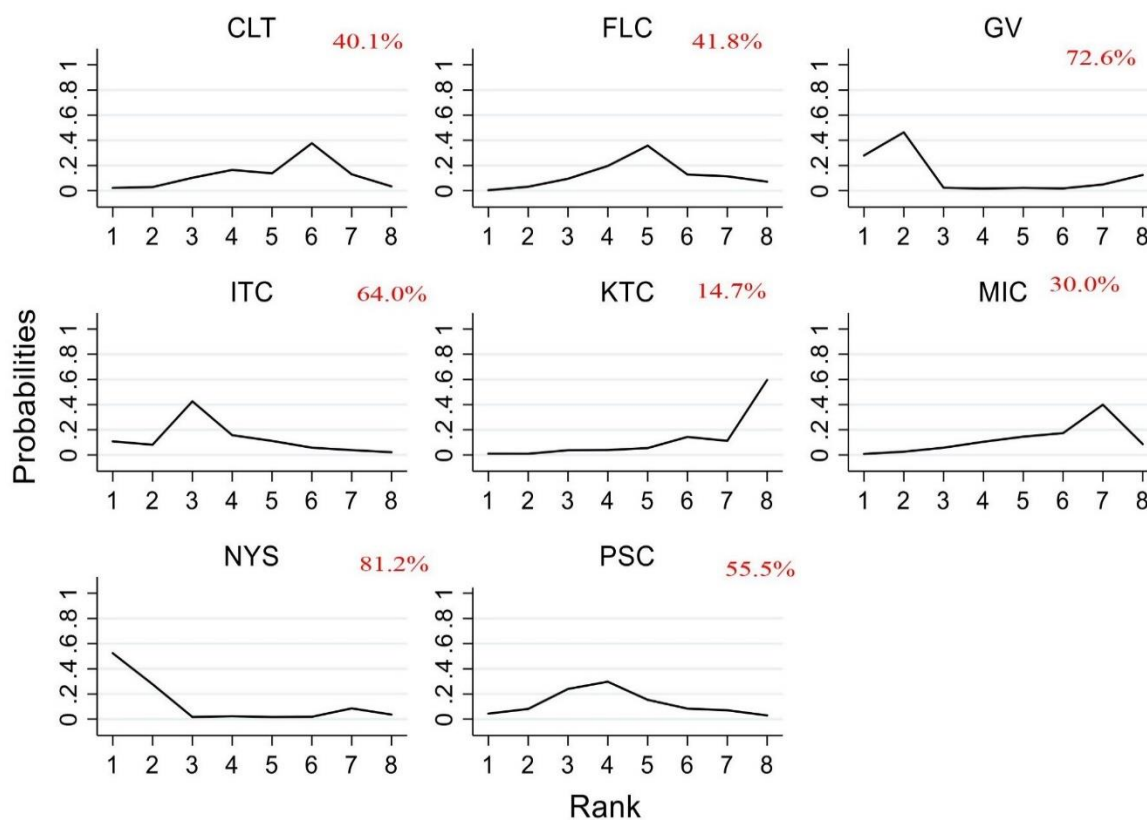 CLT 40.1%
FLC 41.8%
GV 72.6%
0 .2 .4 .6 .8 1
0 .2 .4 .6 .8 1
0 .2 .4 .6 .8 1
1 2 3 4 5 6 7 8
1 2 3 4 5 6 7 8
1 2 3 4 5 6 7 8
ITC 64.0%
KTC 14.7%
MIC 30.0%
0 .2 .4 .6 .8 1
0 .2 .4 .6 .8 1
0 .2 .4 .6 .8 1
1 2 3 4 5 6 7 8
1 2 3 4 5 6 7 8
1 2 3 4 5 6 7 8
Probabilities
NYS 81.2%
PSC 55.5%
0 .2 .4 .6 .8 1
0 .2 .4 .6 .8 1
1 2 3 4 5 6 7 8
1 2 3 4 5 6 7 8
Rank